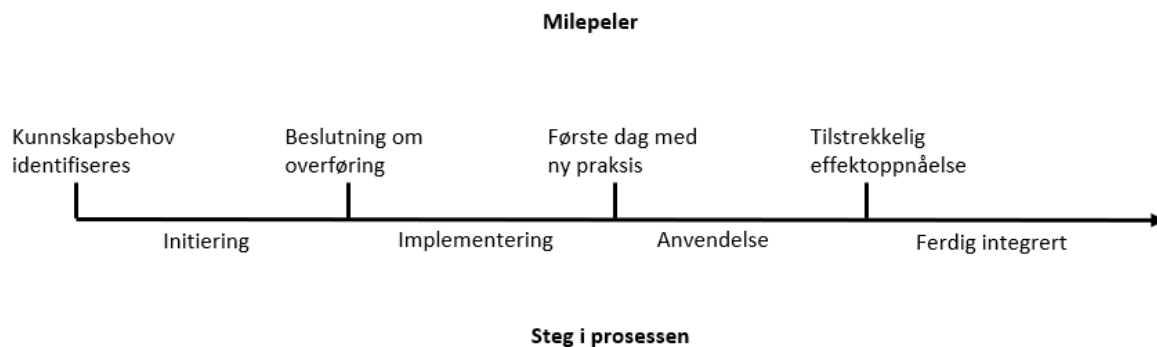 Milepeler
Kunnskapsbehov
identifiseres
Beslutning om
overføring
Første dag med
ny praksis
Tilstrekkelig
effektoppnåelse
Initiering
Implementering
Anvendelse
Ferdig integrert
Steg i prosessen